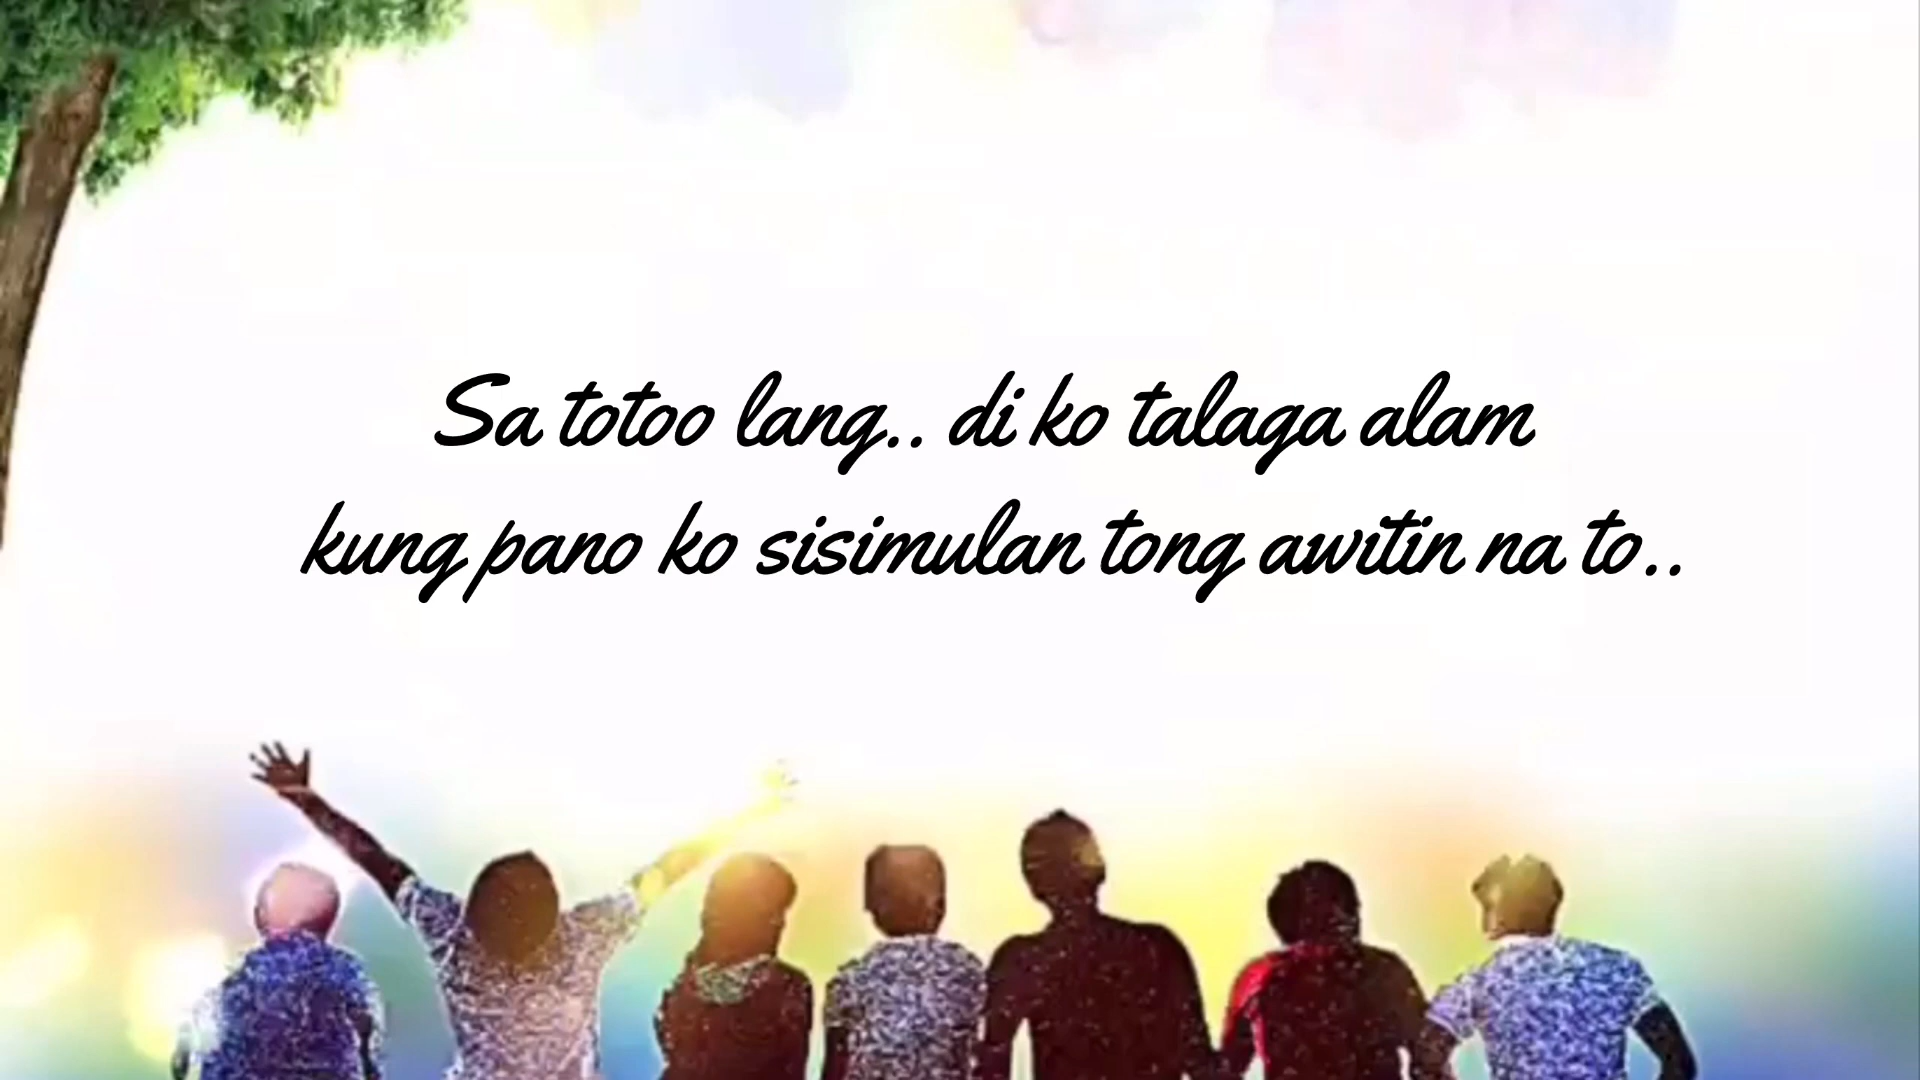 Sa totoo lang.. di ko talaga alam
kung pano ko sisimulan tong awitin na to..